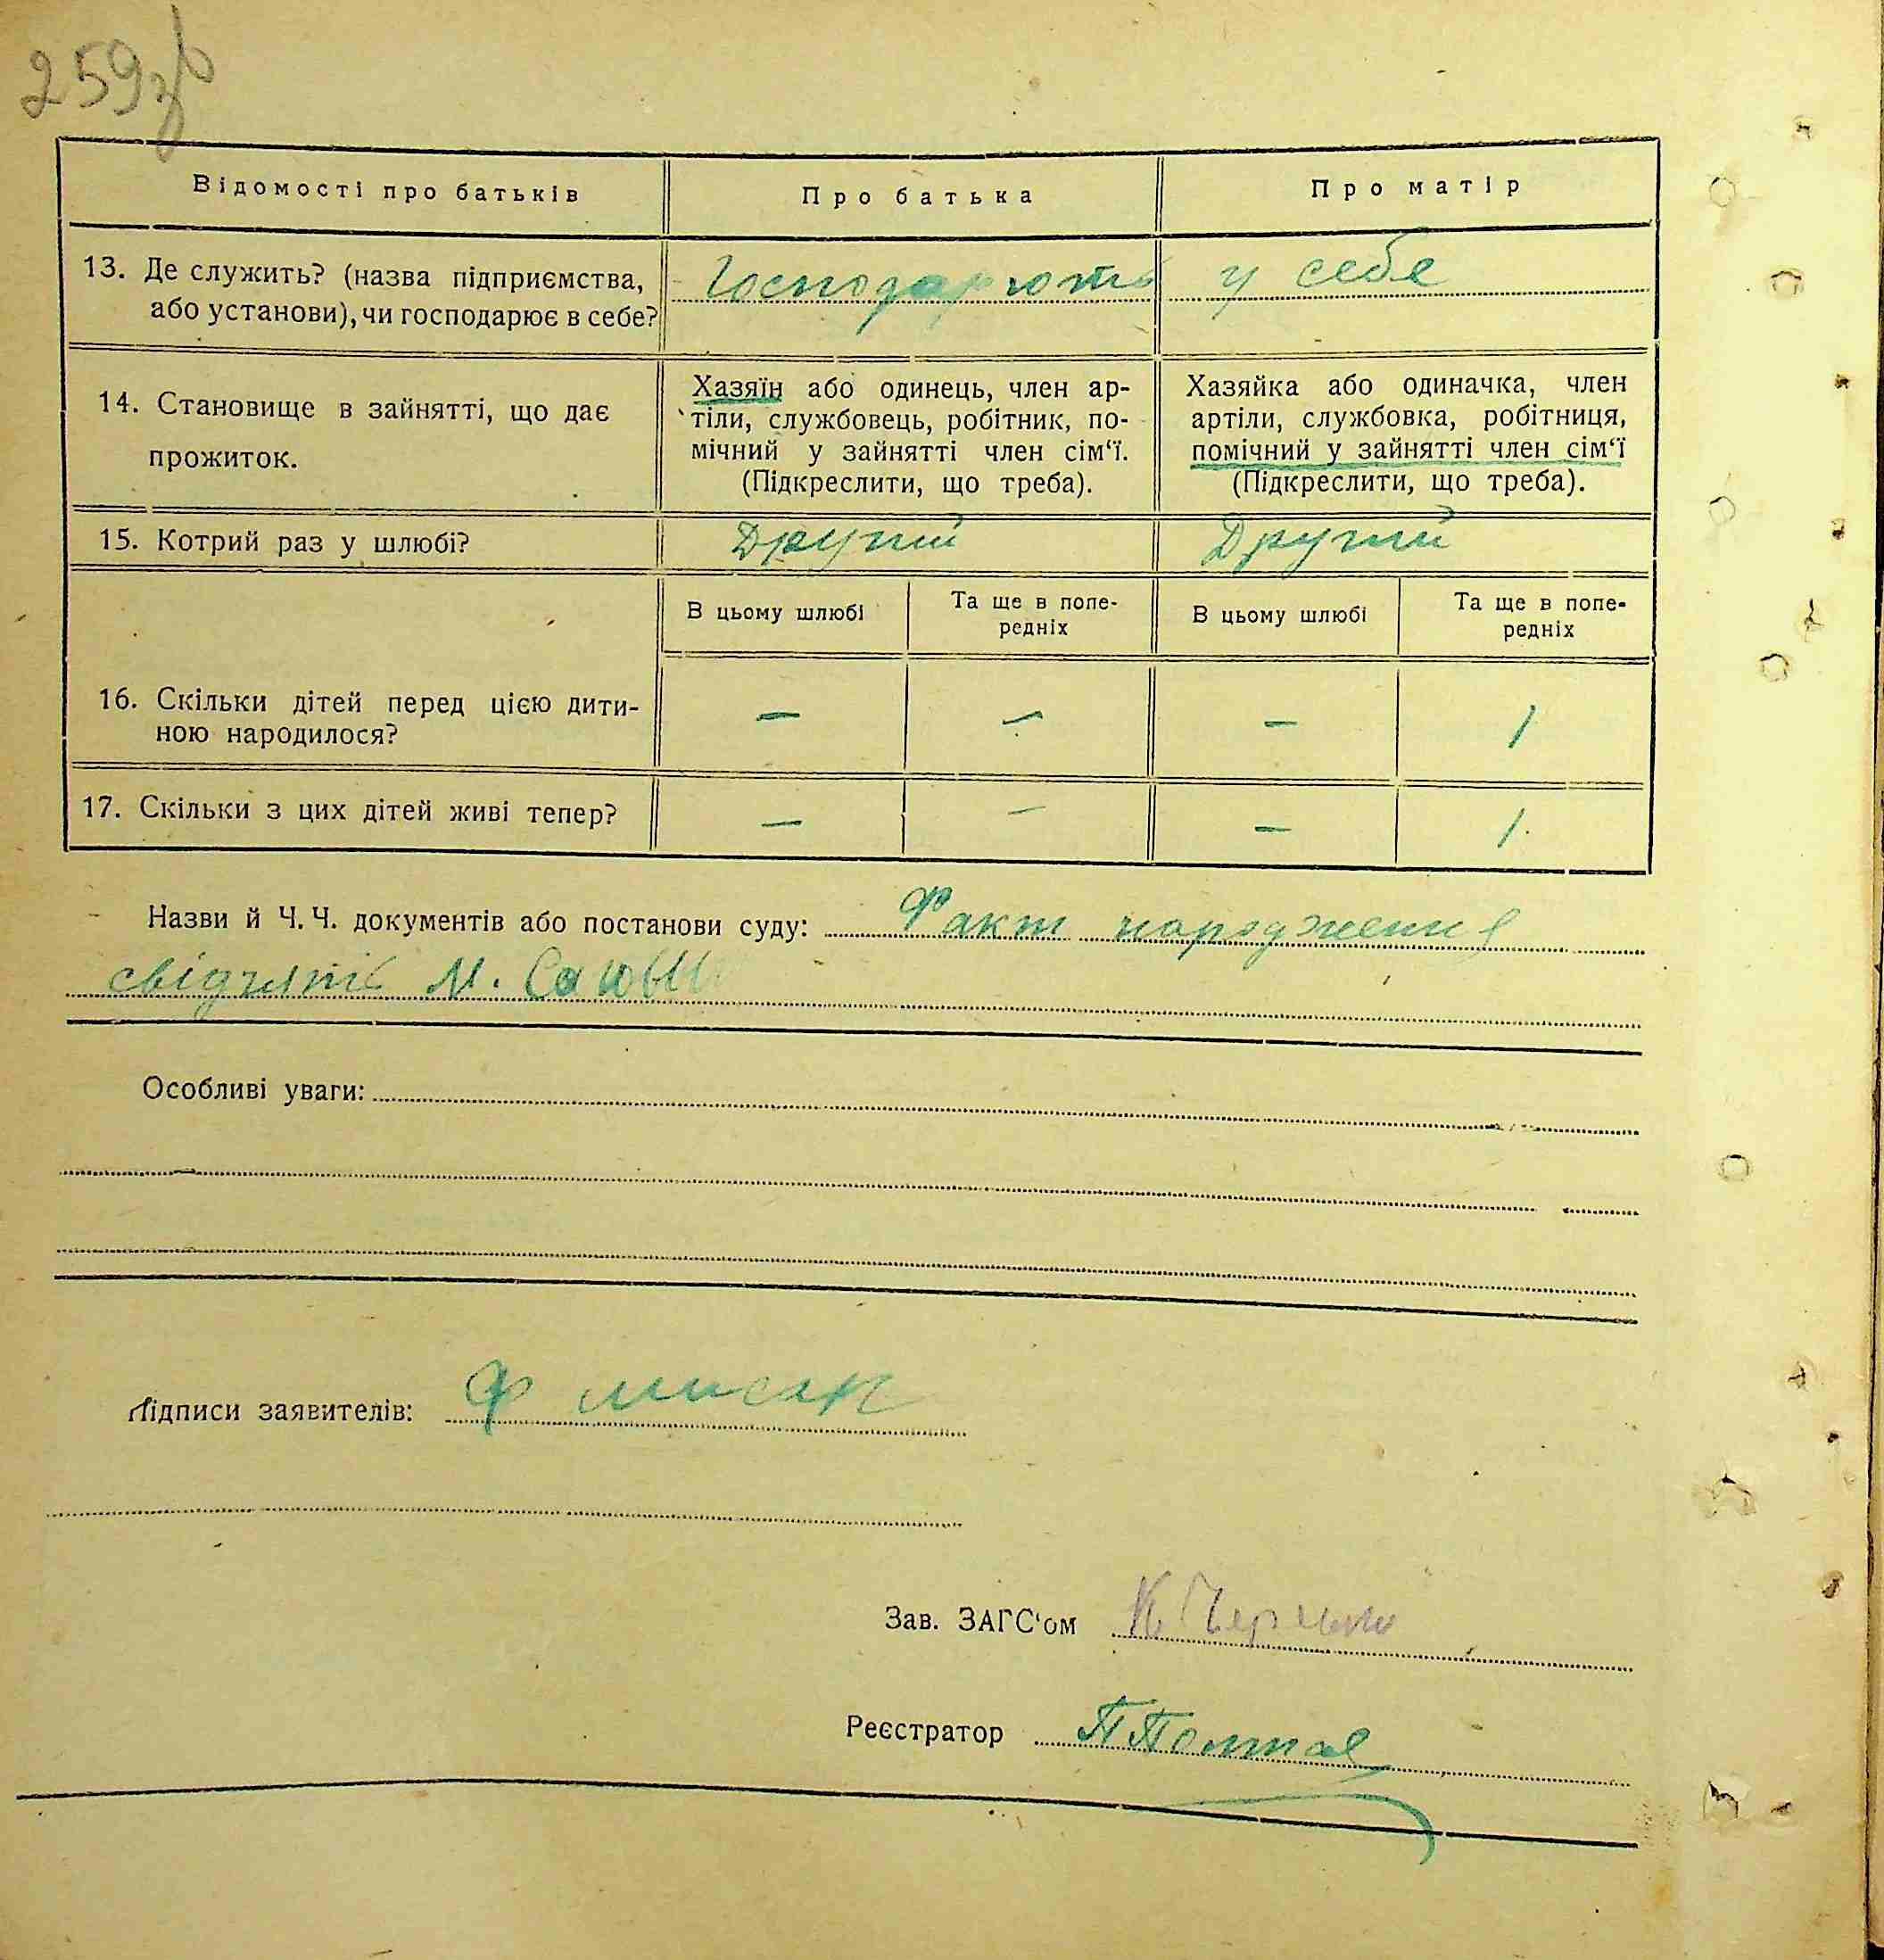 259зв
Відомості про батьків Про батька Про матір
13. Де служить? (назва підприємства, Господарюють у себе
або установи), чи господарює в себе?
Хазяїн або одинець, член ар- Хазяйка або одиначка, член
14. Становище в зайнятті, що дає тіли, службовець, робітник, по- артіли, службовка, робітниця,
прожиток. мічний у зайнятті член сім‘ї. помічний у зайнятті член сім‘ї
(Підкреслити, що треба). (Підкреслити, що треба).
15. Котрий раз у шлюбі? Другий Другий
В цьому шлюбі Та ще в попе- В цьому шлюбі Та ще в попе-
редніх редніх
16. Скільки дітей перед цією дити- — — — 1
ною народилося?
17. Скільки з цих дітей живі тепер? — — — 1.
Назви й Ч. Ч. документів або постанови суду: Факт народження
свідчять М.
Особливі уваги:
Підписи заявителів: Ф
Зав. ЗАГС‘ом К
Реєстратор П